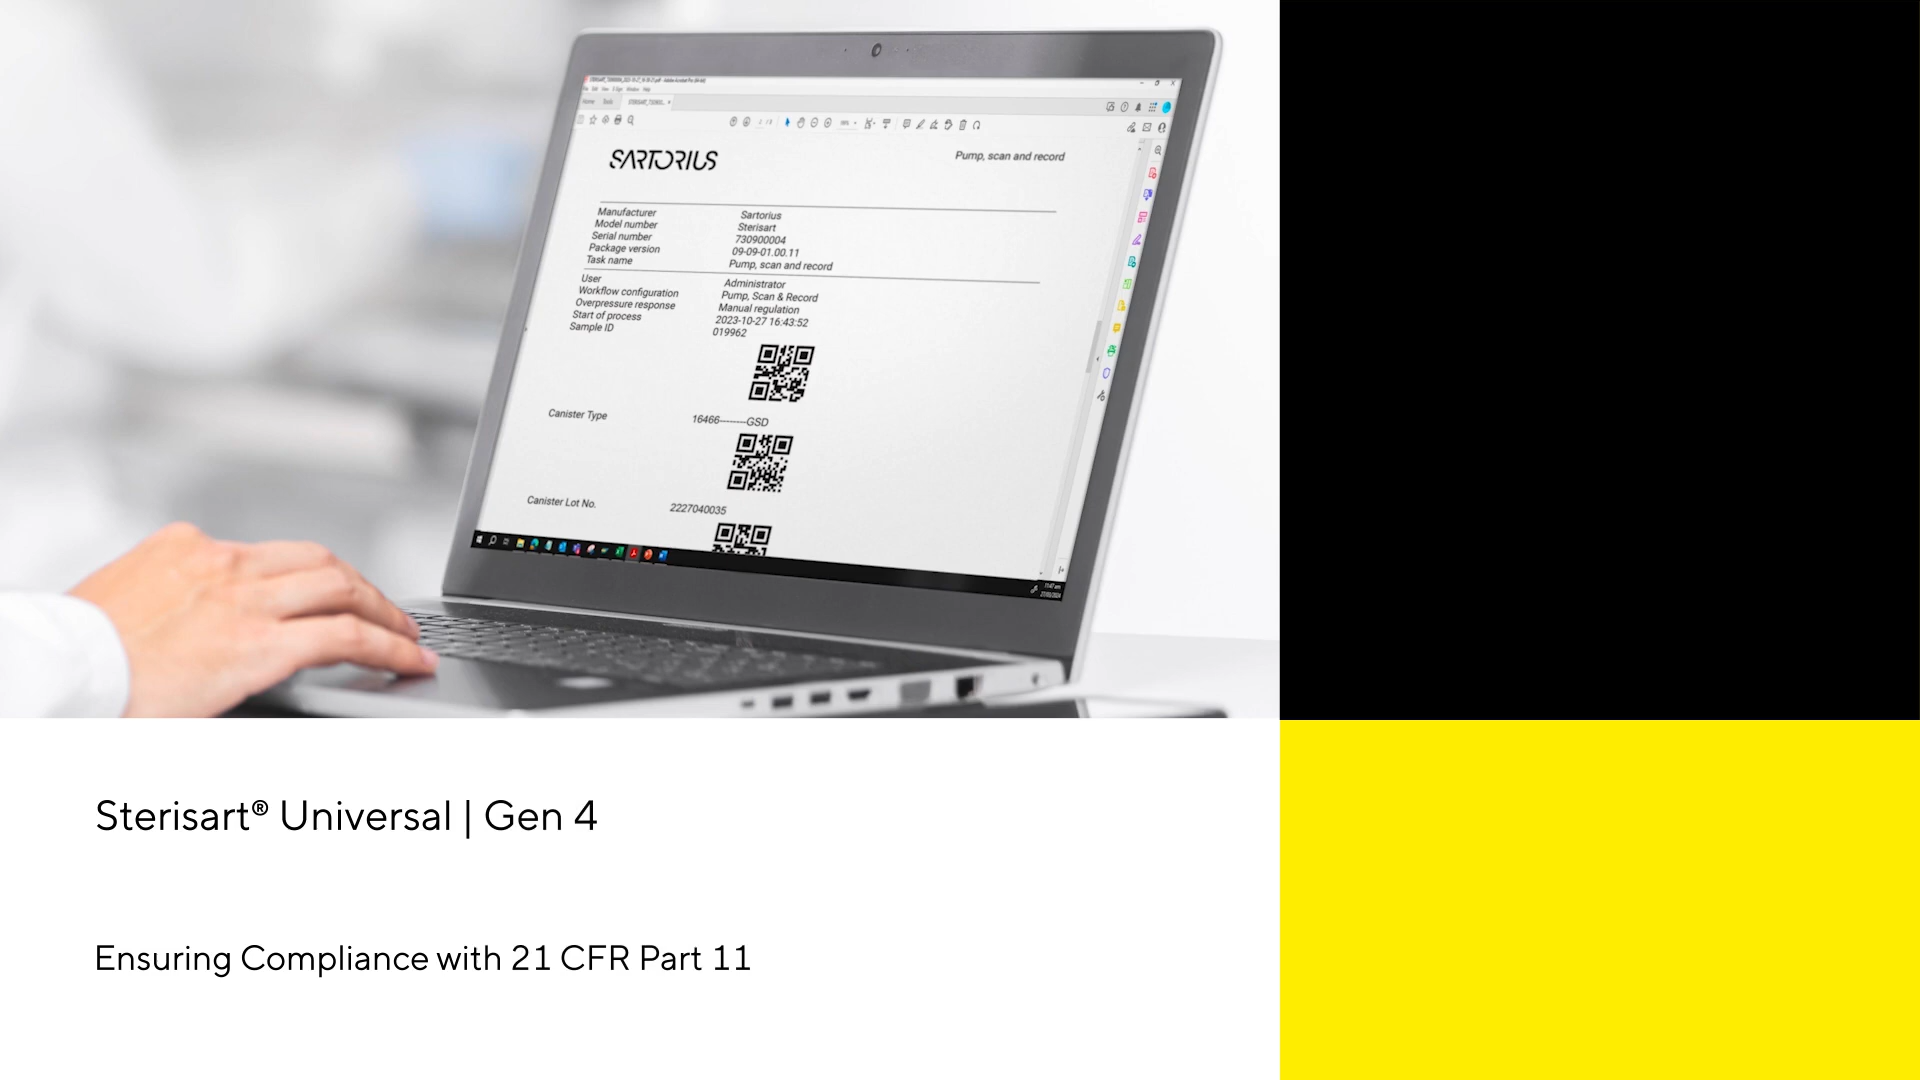 Home Tools
SARTORIUS
Pump, scan and record
Manufacturer Sartorius
Model number Sterisart
Serial number 730900004
Package version 09-09-01.00.11
Task name Pump, scan and record
User Administrator
Workflow configuration Pump, Scan & Record
Overpressure response Manual regulation
Start of process 2023-10-27 16:43:52
Sample ID 019962
Canister Type 16466--------GSD
Canister Lot No. 2227040035
Sterisart® Universal | Gen 4
Ensuring Compliance with 21 CFR Part 11